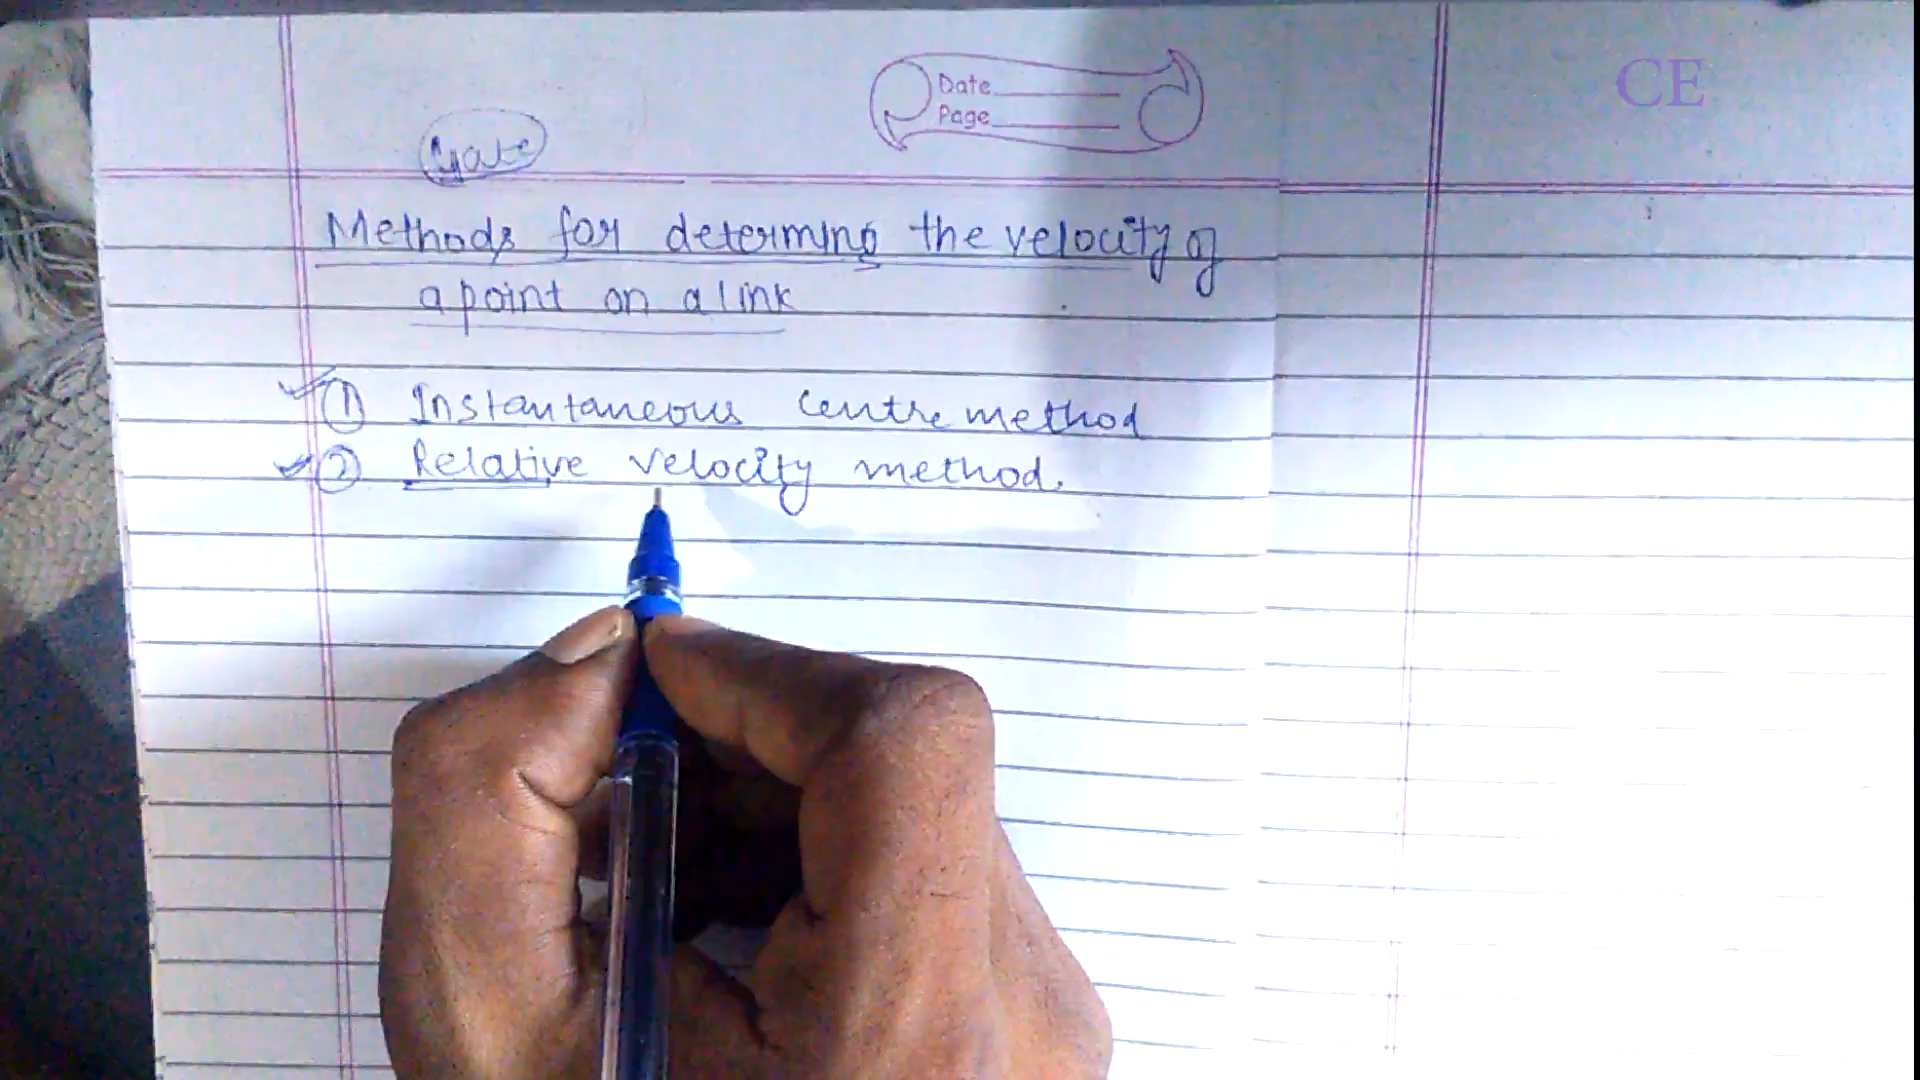 CE
Date
Page
Gate
Methods for determing the velocity of
a point on a link
1 Instantaneous centre method
2 Relative velocity method.